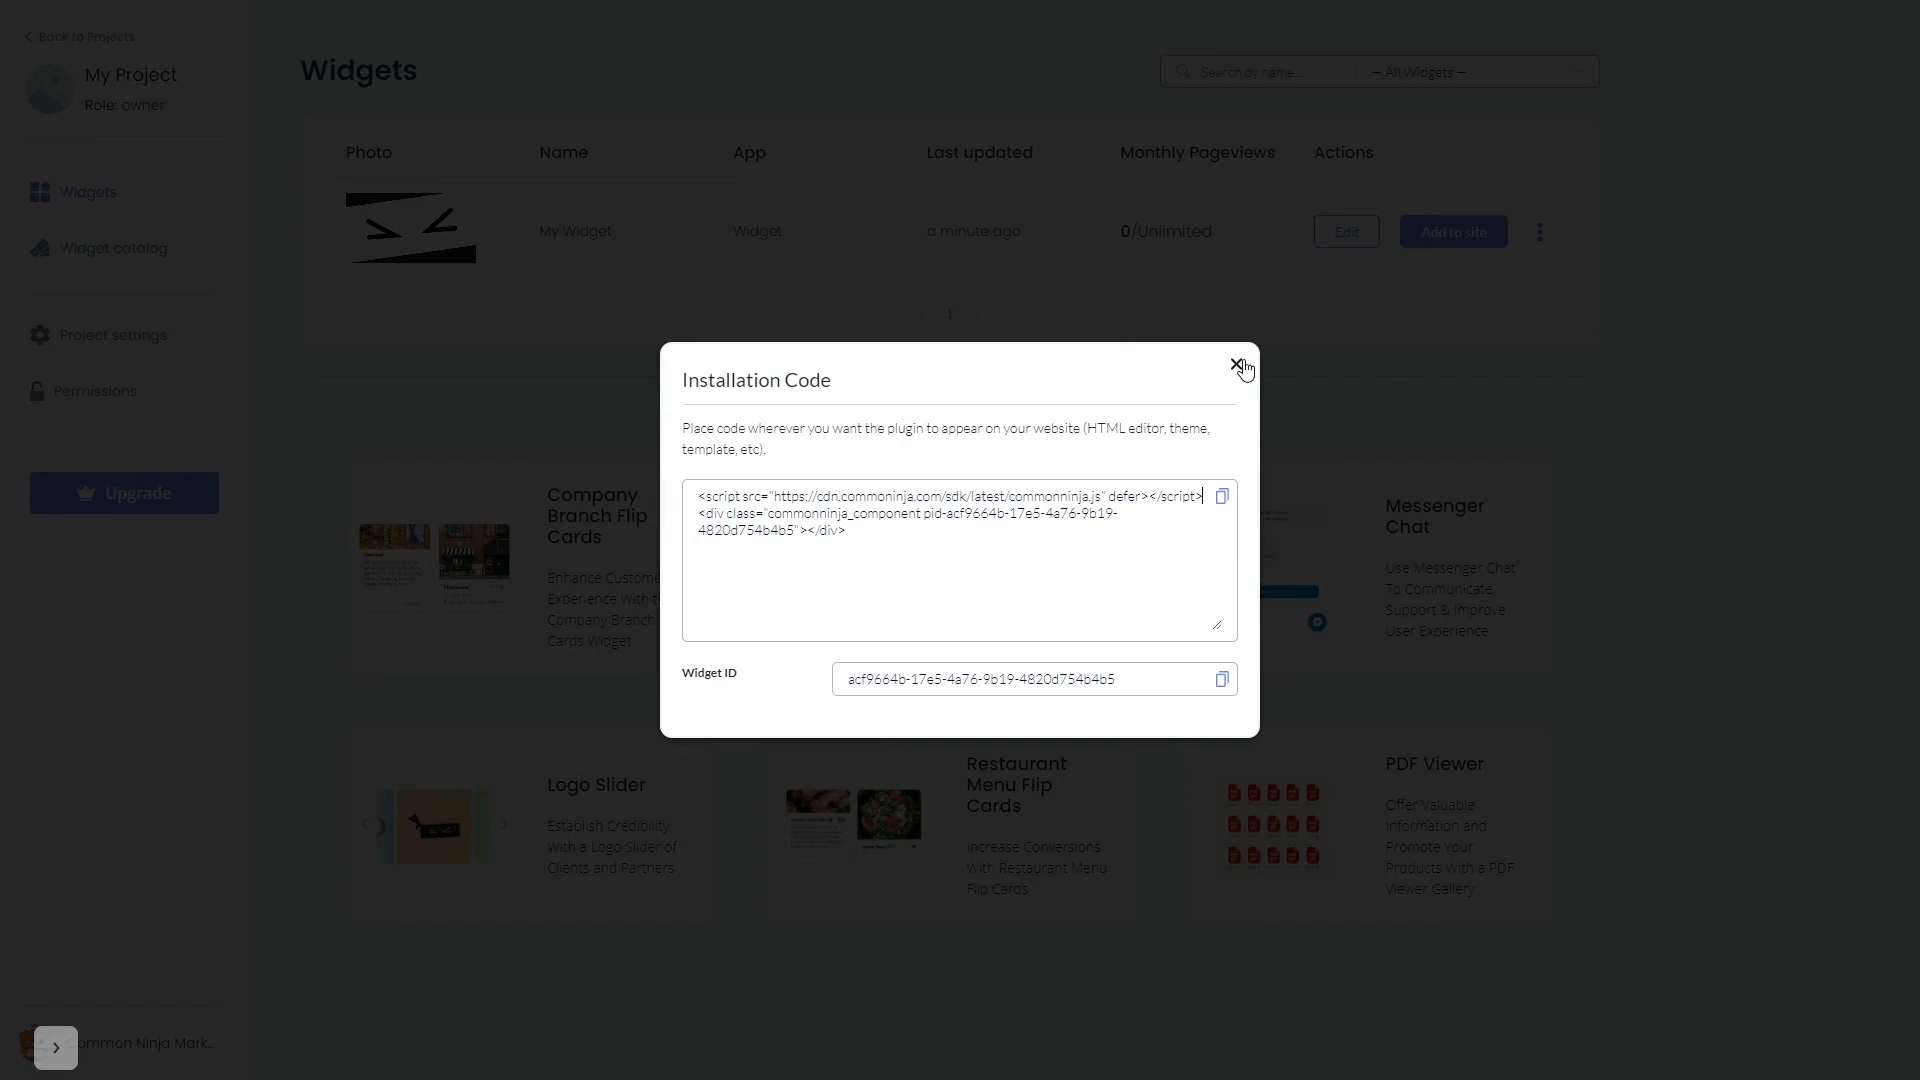 Back to Projects
My Project
Role: owner
Widgets
Widget catalog
Project settings
Permissions
Upgrade
Widgets
Search by name...
— All Widgets —
Photo Name App Last updated Monthly Pageviews Actions
My Widget Widget a minute ago 0/Unlimited Edit Add to site
1
Installation Code
Place code wherever you want the plugin to appear on your website (HTML editor, theme,
template, etc).
<script src="https://cdn.commoninja.com/sdk/latest/commonninja.js" defer></script>
<div class="commonninja_component pid-acf9664b-17e5-4a76-9b19-
4820d754b4b5"></div>
Widget ID
acf9664b-17e5-4a76-9b19-4820d754b4b5
Company
Branch Flip
Cards
Enhance Custome
Experience With
Company Branch
Cards Widget
Messenger
Chat
Use Messenger Chat
To Communicate,
Support & Improve
User Experience
Logo Slider
Establish Credibility
With a Logo Slider of
Clients and Partners
Restaurant
Menu Flip
Cards
Increase Conversions
With Restaurant Menu
Flip Cards
PDF Viewer
Offer Valuable
Information and
Promote Your
Products With a PDF
Viewer Gallery
ommon Ninja Mark...